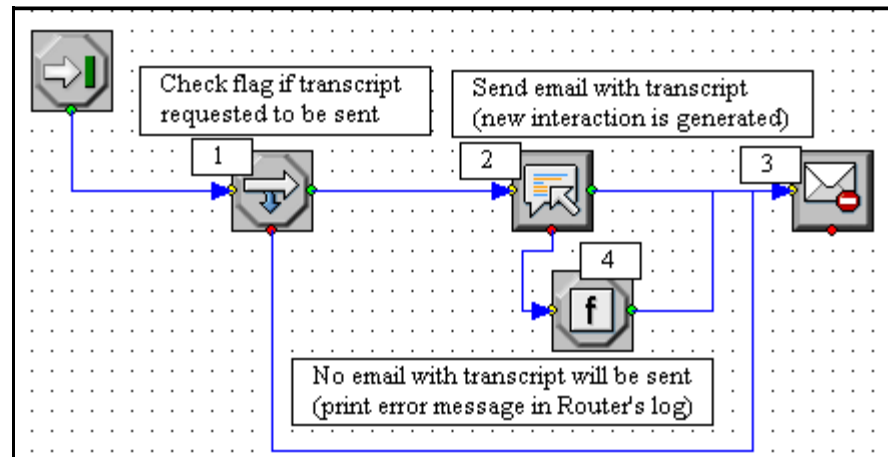 Check flag if transcript
requested to be sent
Send email with transcript
(new interaction is generated)
1
2
3
4
f
No email with transcript will be sent
(print error message in Router's log)